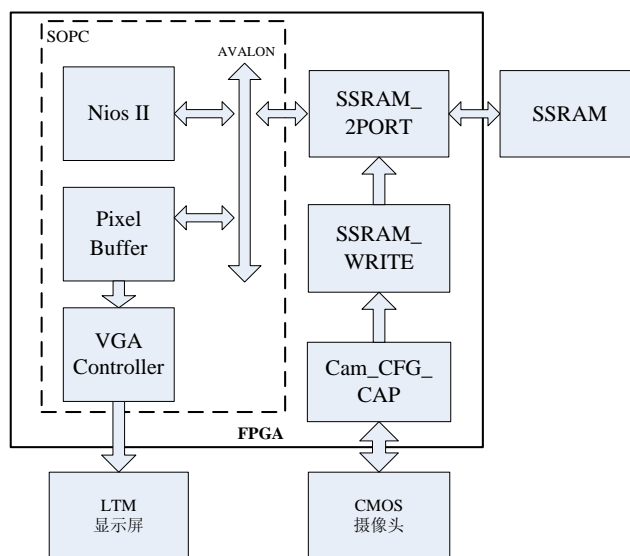 SOPC
AVALON
Nios II
SSRAM_
2PORT
SSRAM
Pixel
Buffer
SSRAM_
WRITE
VGA
Controller
Cam_CFG_
CAP
FPGA
LTM
显示屏
CMOS
摄像头